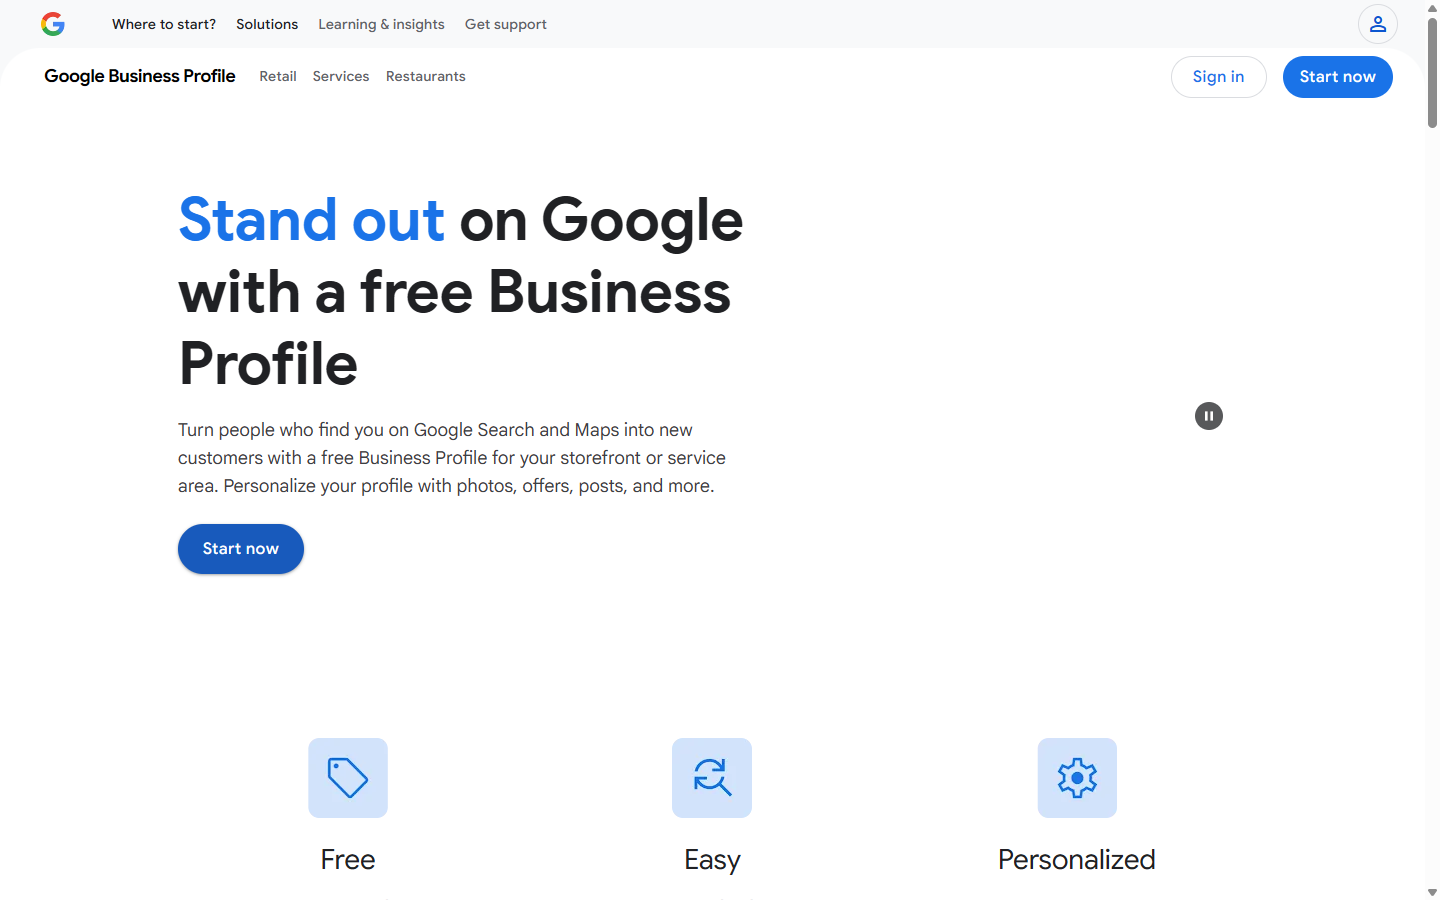 Where to start? Solutions Learning & insights Get support
Google Business Profile Retail Services Restaurants Sign in Start now
Stand out on Google
with a free Business
Profile
Turn people who find you on Google Search and Maps into new
customers with a free Business Profile for your storefront or service
area. Personalize your profile with photos, offers, posts, and more.
Start now
Free Easy Personalized